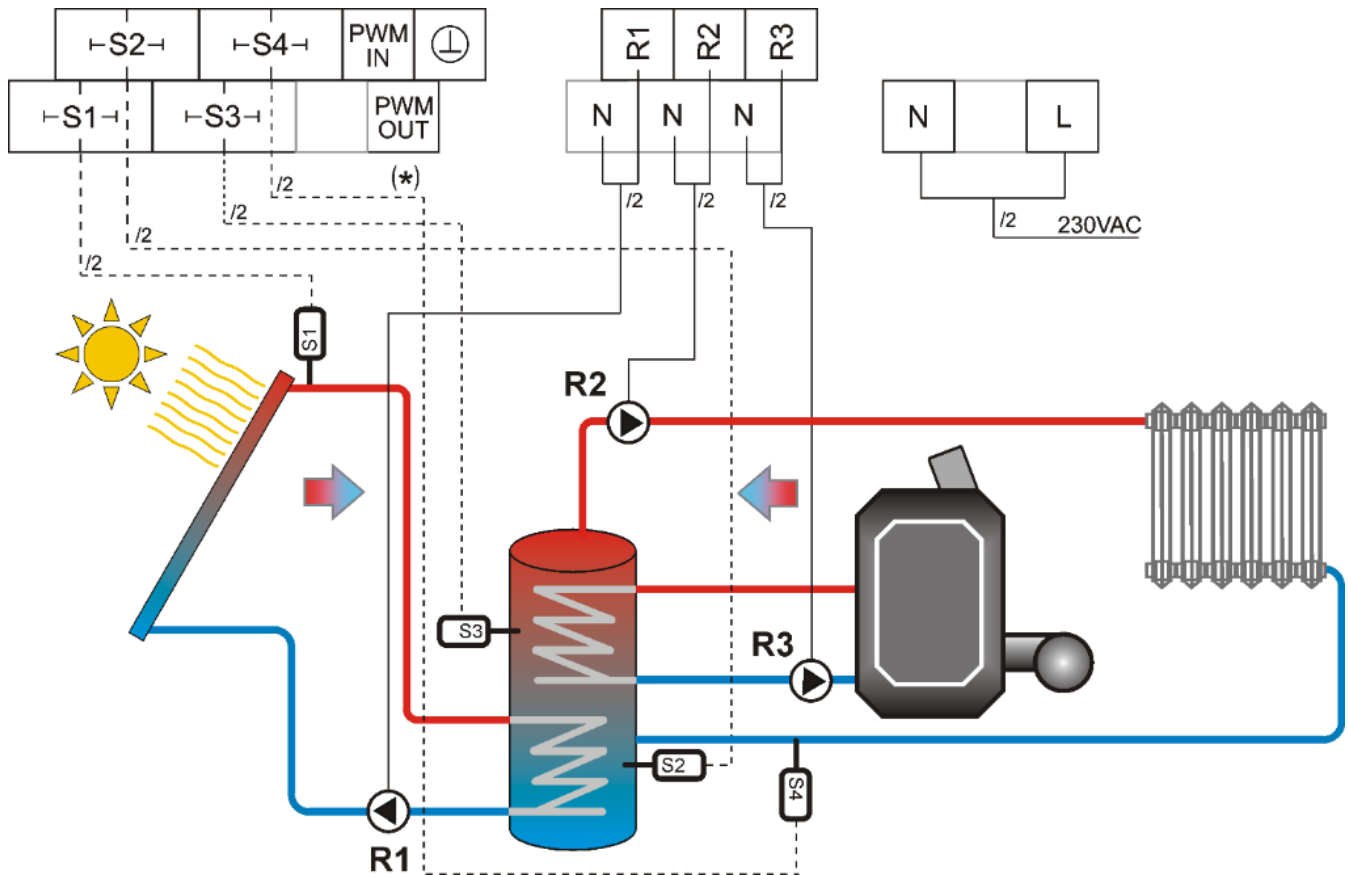 ⊢S2⊣ ⊢S4⊣ PWM IN
⊢S1⊣ ⊢S3⊣ PWM OUT
R1 R2 R3
N N N
N L
(*)
/2
/2
/2
/2
/2
/2
/2
/2
230VAC
S1
R2
S3
R3
S2
S4
R1